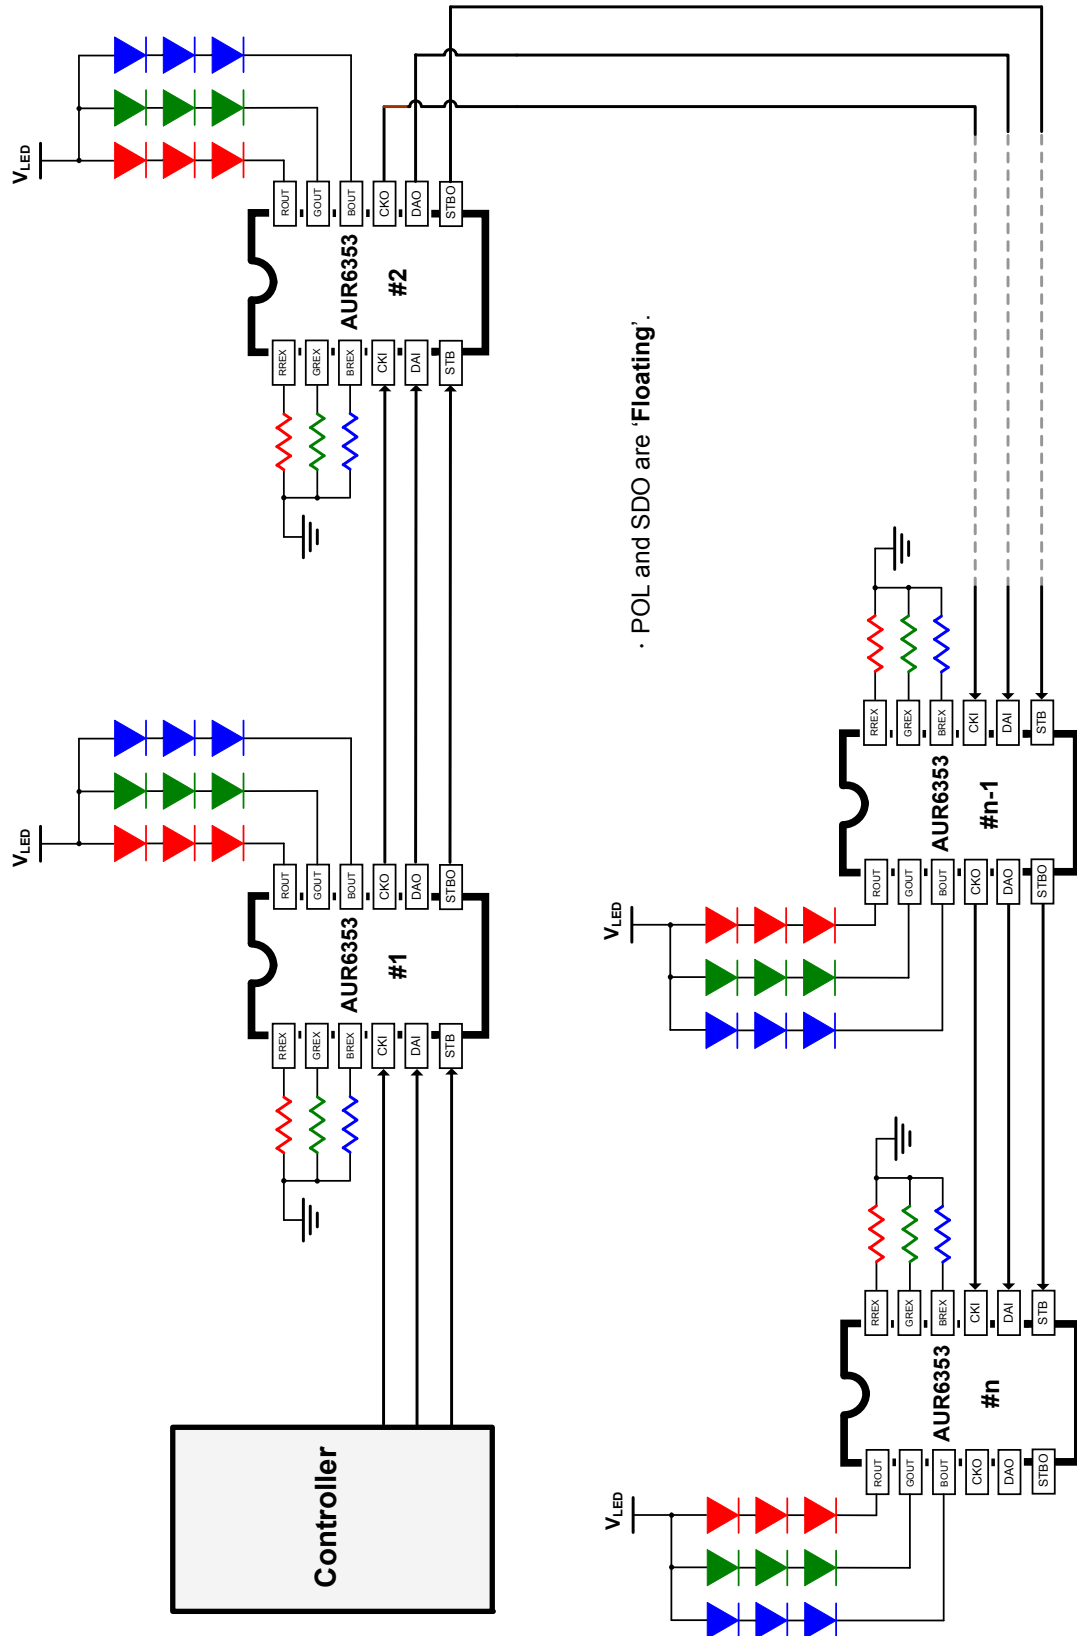 Controller
RREX
GREX
BREX
CKI
DAI
STB
AUR6353
#1
ROUT
GOUT
BOUT
CKO
DAO
STBO
VLED
RREX
GREX
BREX
CKI
DAI
STB
AUR6353
#2
ROUT
GOUT
BOUT
CKO
DAO
STBO
VLED
· POL and SDO are ‘Floating’.
VLED
ROUT
GOUT
BOUT
CKO
DAO
STBO
AUR6353
#n
RREX
GREX
BREX
CKI
DAI
STB
VLED
ROUT
GOUT
BOUT
CKO
DAO
STBO
AUR6353
#n-1
RREX
GREX
BREX
CKI
DAI
STB